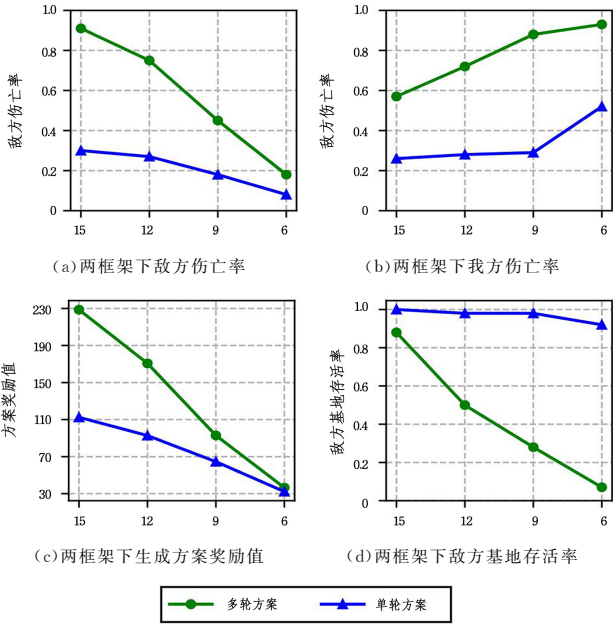 1.0
0.8
0.6
0.4
0.2
0
敌方伤亡率
15 12 9 6
(a)两框架下敌方伤亡率
1.0
0.8
0.6
0.4
0.2
0
敌方伤亡率
15 12 9 6
(b)两框架下我方伤亡率
230
190
150
110
70
30
方案奖励值
15 12 9 6
(c)两框架下生成方案奖励值
1.0
0.8
0.6
0.4
0.2
0
敌方基地存活率
15 12 9 6
(d)两框架下敌方基地存活率
多轮方案 单轮方案